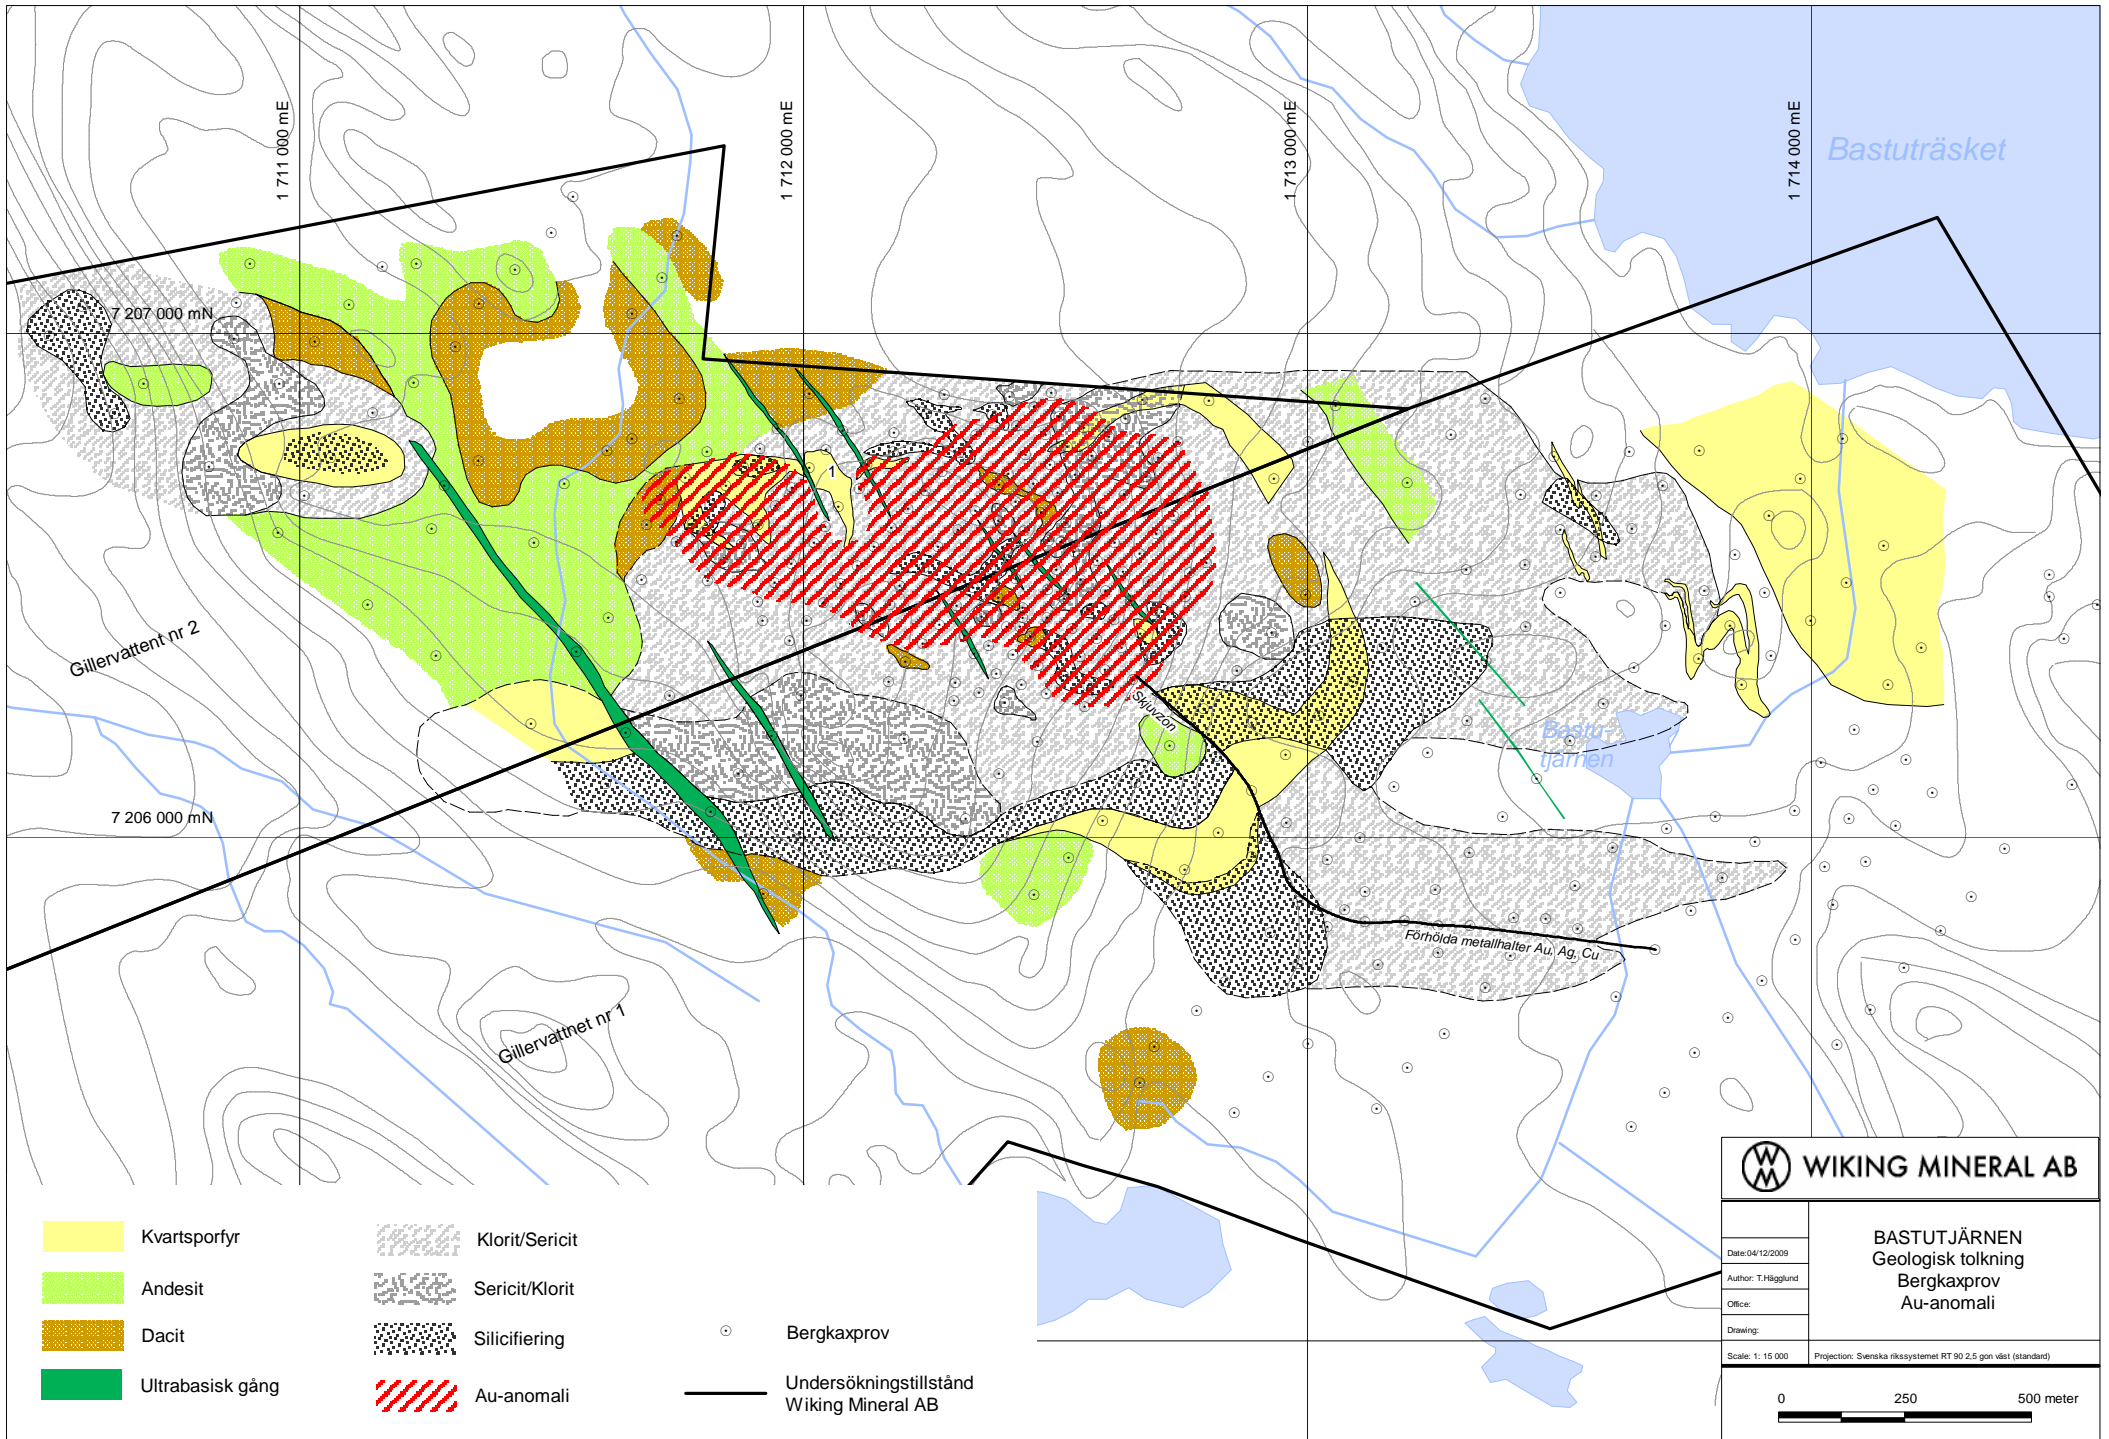 1 711 000 mE
1 712 000 mE
1 713 000 mE
1 714 000 mE
Bastuträsket
7 207 000 mN
1
Gillervattent nr 2
Skjuvzon
Bastu-
tjärnen
7 206 000 mN
Förhölda metallhalter Au, Ag, Cu
Gillervattnet nr 1
Kvartsporfyr
Andesit
Dacit
Ultrabasisk gång
Klorit/Sericit
Sericit/Klorit
Silicifiering
Au-anomali
Bergkaxprov
Undersökningstillstånd
Wiking Mineral AB
WIKING MINERAL AB
Date:04/12/2009
Author: T.Hägglund
Office:
Drawing:
Scale: 1: 15 000
BASTUTJÄRNEN
Geologisk tolkning
Bergkaxprov
Au-anomali
Projection: Svenska rikssystemet RT 90 2,5 gon väst (standard)
0 250 500 meter